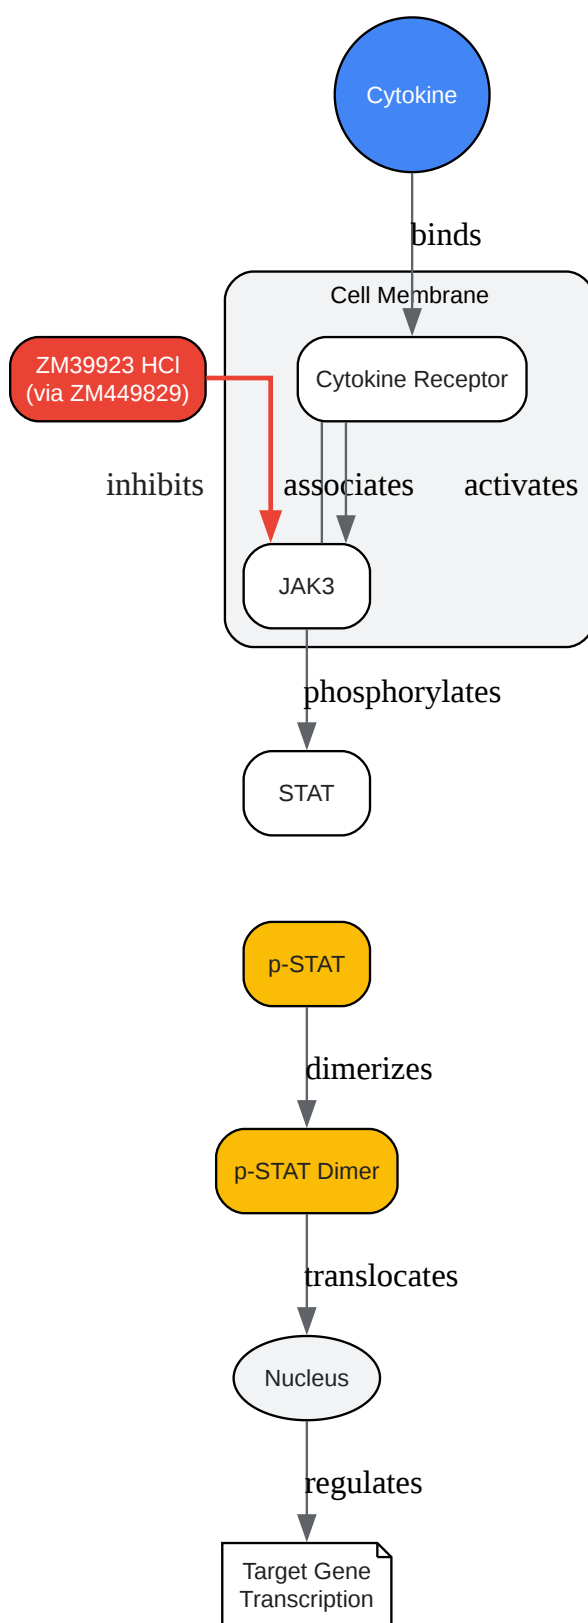 Cytokine
binds
Cell Membrane
ZM39923 HCl
(via ZM449829)
Cytokine Receptor
inhibits
associates
activates
JAK3
phosphorylates
STAT
p-STAT
dimerizes
p-STAT Dimer
translocates
Nucleus
regulates
Target Gene
Transcription